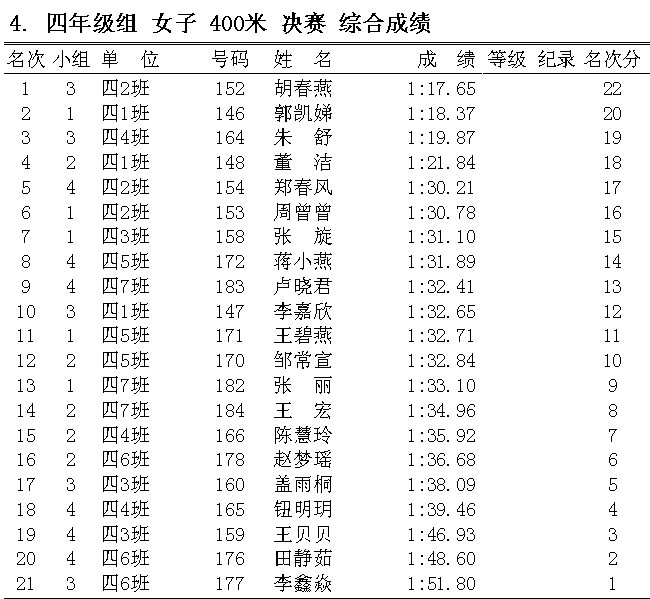 4. 四年级组 女子 400米 决赛 综合成绩
名次 小组 单 位 号码 姓 名 成 绩 等级 纪录 名次分
1 3 四2班 152 胡春燕 1:17.65 22
2 1 四1班 146 郭凯娣 1:18.37 20
3 3 四4班 164 朱 舒 1:19.87 19
4 2 四1班 148 董 洁 1:21.84 18
5 4 四2班 154 郑春风 1:30.21 17
6 1 四2班 153 周曾曾 1:30.78 16
7 1 四3班 158 张 旋 1:31.10 15
8 4 四5班 172 蒋小燕 1:31.89 14
9 4 四7班 183 卢晓君 1:32.41 13
10 3 四1班 147 李嘉欣 1:32.65 12
11 1 四5班 171 王碧燕 1:32.71 11
12 2 四5班 170 邹常宣 1:32.84 10
13 1 四7班 182 张 丽 1:33.10 9
14 2 四7班 184 王 宏 1:34.96 8
15 2 四4班 166 陈慧玲 1:35.92 7
16 2 四6班 178 赵梦瑶 1:36.68 6
17 3 四3班 160 盖雨桐 1:38.09 5
18 4 四4班 165 钮明玥 1:39.46 4
19 4 四3班 159 王贝贝 1:46.93 3
20 4 四6班 176 田静茹 1:48.60 2
21 3 四6班 177 李鑫焱 1:51.80 1